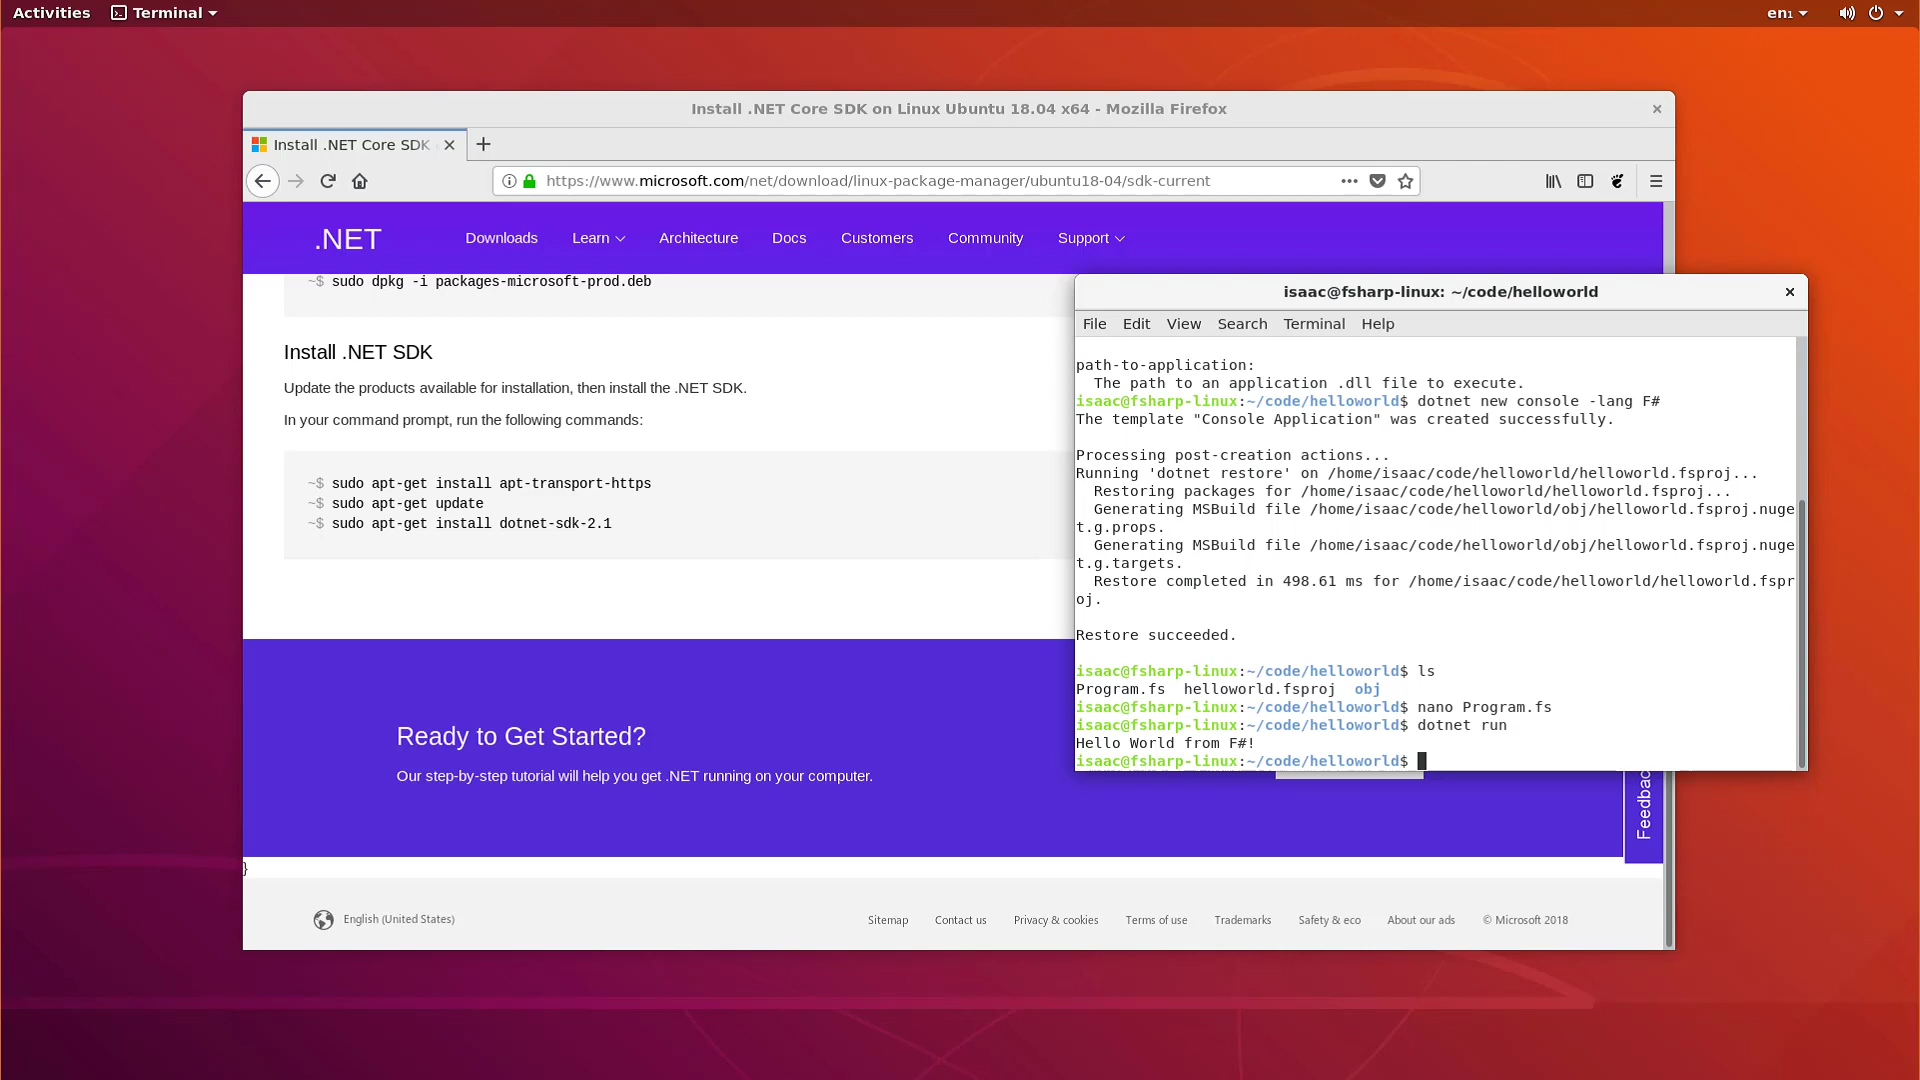 Activities
Terminal
en₁
Install .NET Core SDK on Linux Ubuntu 18.04 x64 - Mozilla Firefox
Install .NET Core SDK
https://www.microsoft.com/net/download/linux-package-manager/ubuntu18-04/sdk-current
.NET
Downloads
Learn
Architecture
Docs
Customers
Community
Support
~$ sudo dpkg -i packages-microsoft-prod.deb
Install .NET SDK
Update the products available for installation, then install the .NET SDK.
In your command prompt, run the following commands:
~$ sudo apt-get install apt-transport-https
~$ sudo apt-get update
~$ sudo apt-get install dotnet-sdk-2.1
Ready to Get Started?
Our step-by-step tutorial will help you get .NET running on your computer.
isaac@fsharp-linux: ~/code/helloworld
File Edit View Search Terminal Help
path-to-application:
The path to an application .dll file to execute.
isaac@fsharp-linux:~/code/helloworld$ dotnet new console -lang F#
The template "Console Application" was created successfully.
Processing post-creation actions...
Running 'dotnet restore' on /home/isaac/code/helloworld/helloworld.fsproj...
Restoring packages for /home/isaac/code/helloworld/helloworld.fsproj...
Generating MSBuild file /home/isaac/code/helloworld/obj/helloworld.fsproj.nuge
t.g.props.
Generating MSBuild file /home/isaac/code/helloworld/obj/helloworld.fsproj.nuge
t.g.targets.
Restore completed in 498.61 ms for /home/isaac/code/helloworld/helloworld.fspr
oj.
Restore succeeded.
isaac@fsharp-linux:~/code/helloworld$ ls
Program.fs helloworld.fsproj obj
isaac@fsharp-linux:~/code/helloworld$ nano Program.fs
isaac@fsharp-linux:~/code/helloworld$ dotnet run
Hello World from F#!
isaac@fsharp-linux:~/code/helloworld$
Feedbac
}
English (United States)
Sitemap
Contact us
Privacy & cookies
Terms of use
Trademarks
Safety & eco
About our ads
© Microsoft 2018